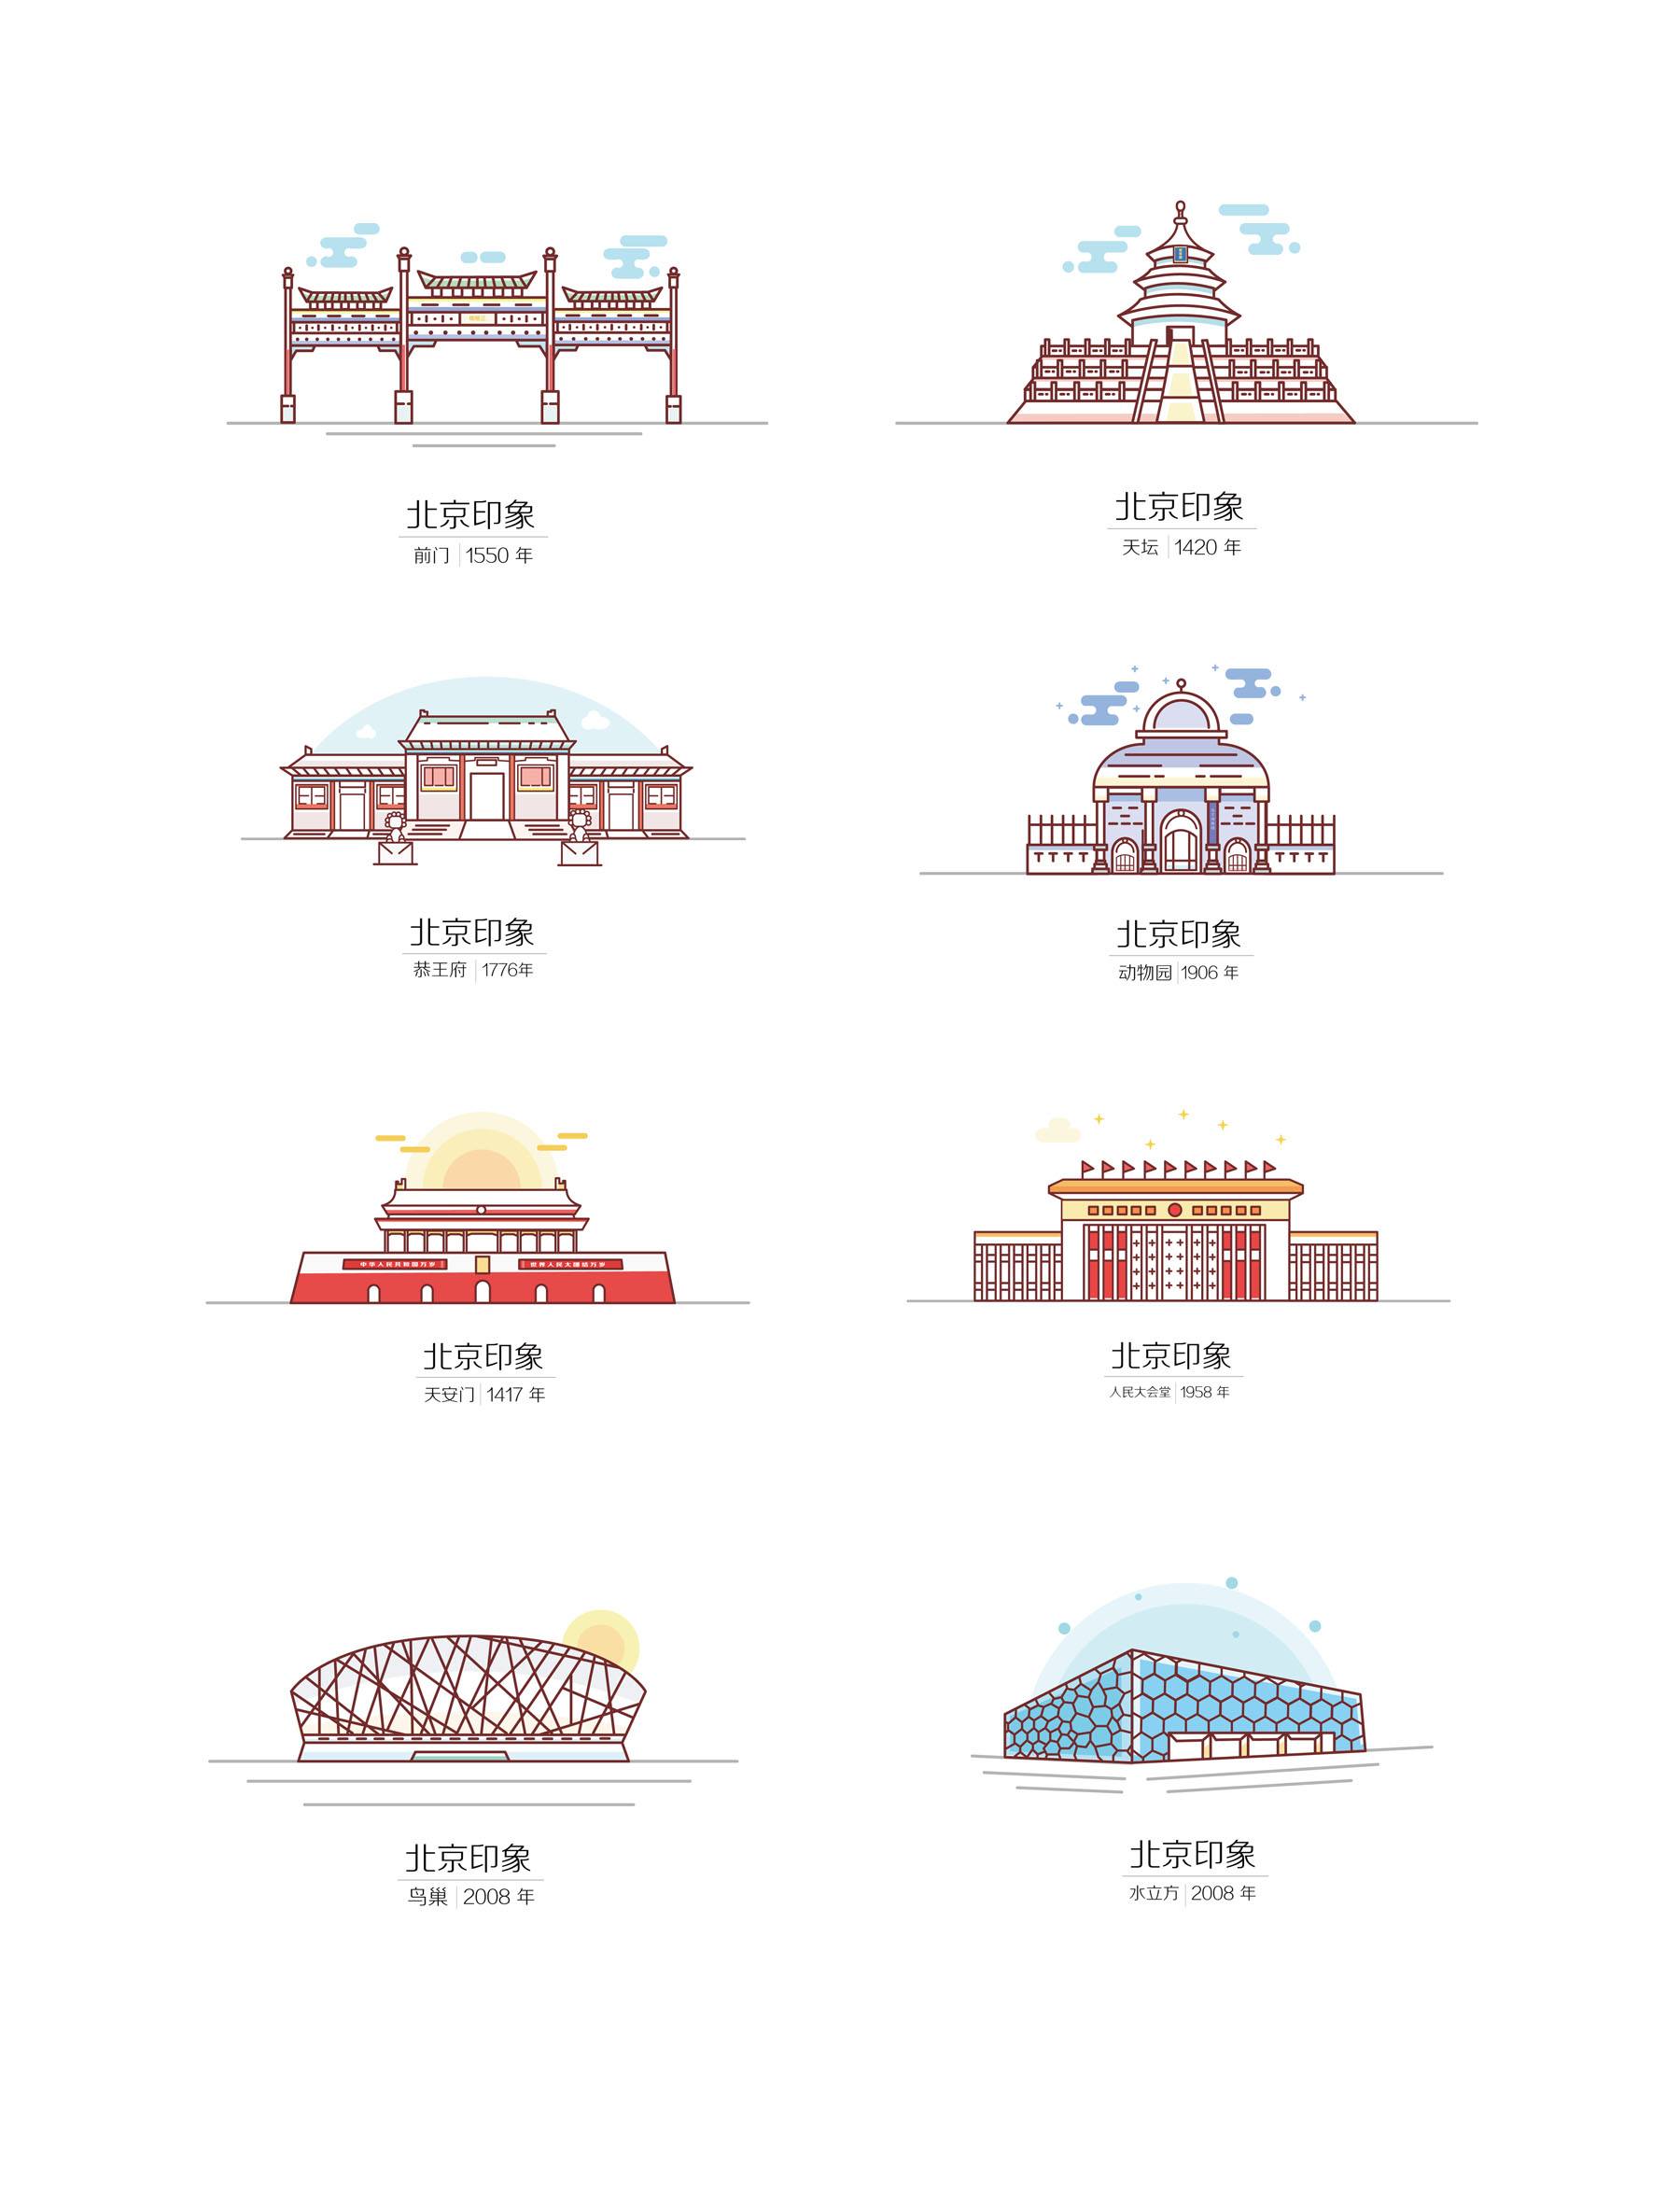 北京印象
前门 1550 年
北京印象
天坛 1420 年
北京印象
恭王府 1776年
北京印象
动物园 1906 年
中华人民共和国万岁 世界人民大团结万岁
北京印象
天安门 1417 年
北京印象
人民大会堂 1958 年
北京印象
鸟巢 2008 年
北京印象
水立方 2008 年